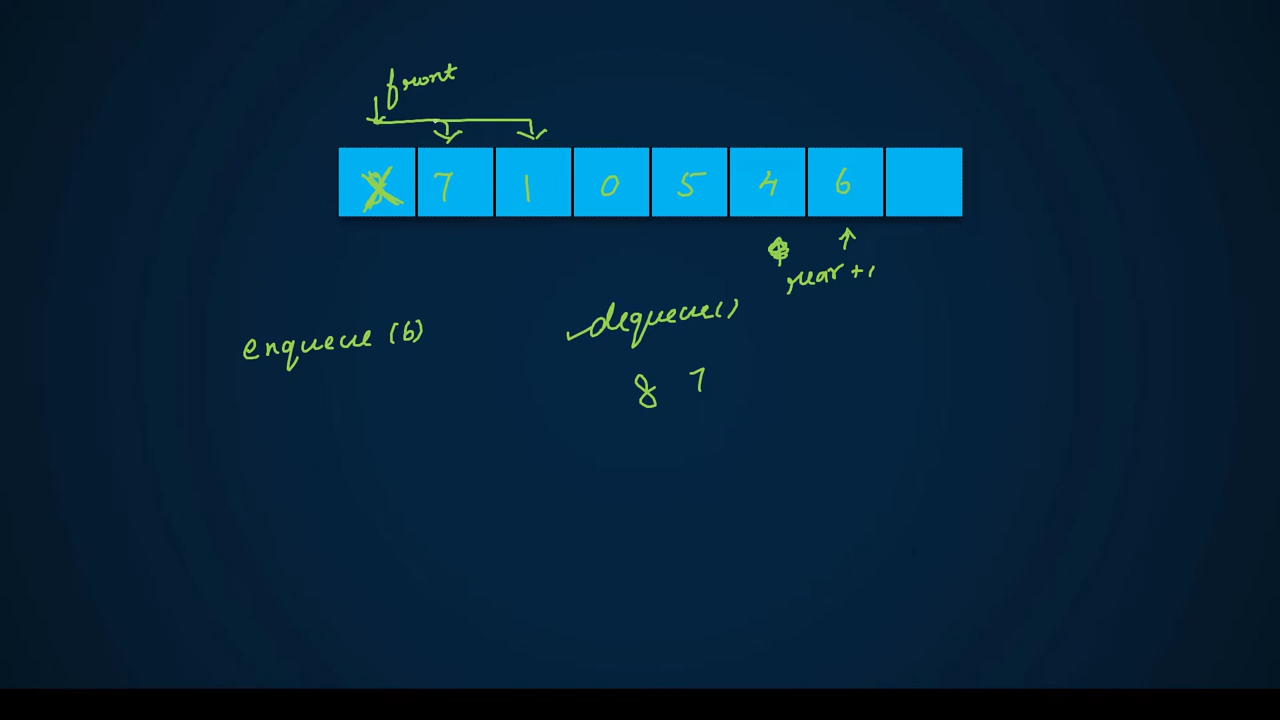 front
7 1 0 5 4 6
rear +1
enqueue (6) dequeue()
8 7